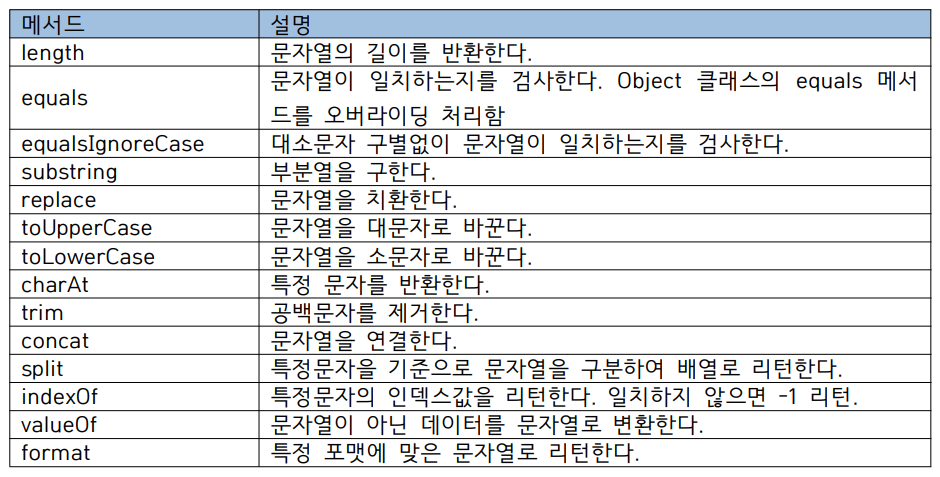 메서드 설명
length 문자열의 길이를 반환한다.
equals 문자열이 일치하는지를 검사한다. Object 클래스의 equals 메서
드를 오버라이딩 처리함
equalsIgnoreCase 대소문자 구별없이 문자열이 일치하는지를 검사한다.
substring 부분열을 구한다.
replace 문자열을 치환한다.
toUpperCase 문자열을 대문자로 바꾼다.
toLowerCase 문자열을 소문자로 바꾼다.
charAt 특정 문자를 반환한다.
trim 공백문자를 제거한다.
concat 문자열을 연결한다.
split 특정문자을 기준으로 문자열을 구분하여 배열로 리턴한다.
indexOf 특정문자의 인덱스값을 리턴한다. 일치하지 않으면 -1 리턴.
valueOf 문자열이 아닌 데이터를 문자열로 변환한다.
format 특정 포맷에 맞은 문자열로 리턴한다.